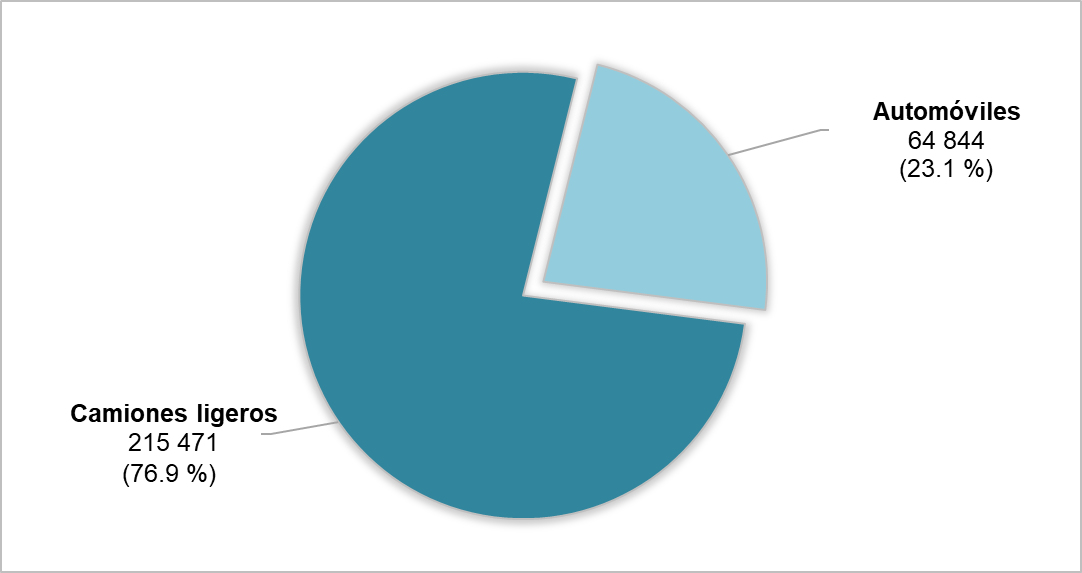 Automóviles
64 844
(23.1 %)
Camiones ligeros
215 471
(76.9 %)